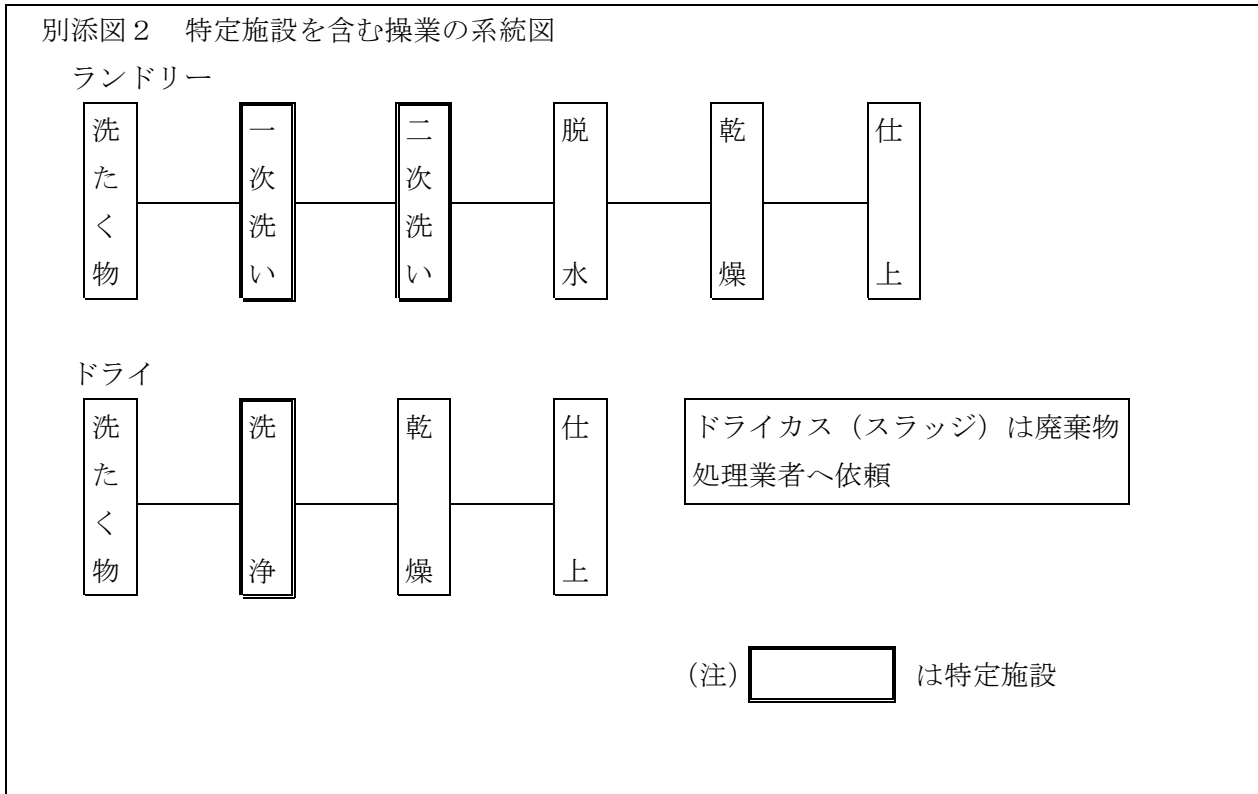 別添図２　特定施設を含む操業の系統図
ランドリー
洗たく物
一次洗い
二次洗い
脱水
乾燥
仕上
ドライ
洗たく物
洗浄
乾燥
仕上
ドライカス（スラッジ）は廃棄物
処理業者へ依頼
（注）　は特定施設